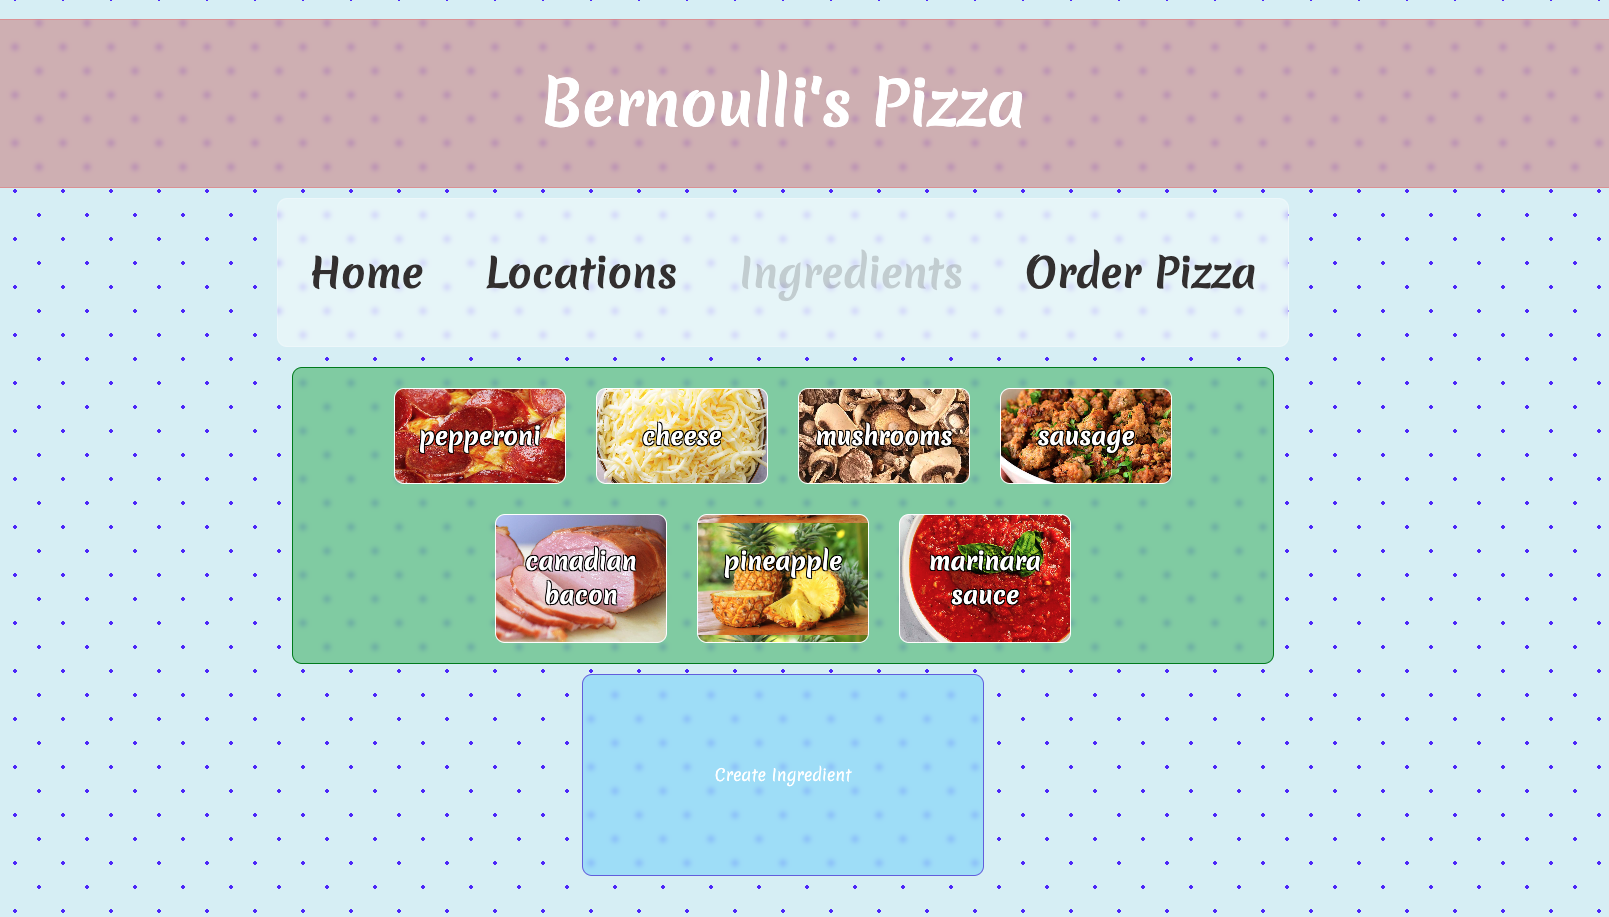 Bernoulli's Pizza
Home Locations Ingredients Order Pizza
pepperoni cheese mushrooms sausage
canadian
bacon
pineapple
marinara
sauce
Create Ingredient